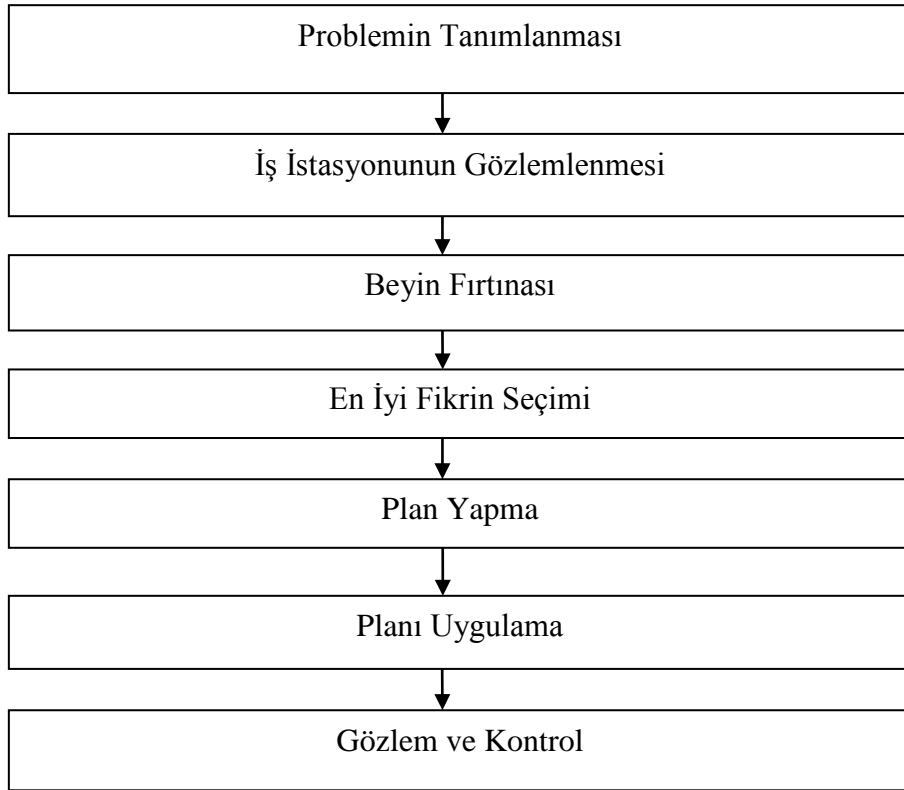 Problemin Tanımlanması
İş İstasyonunun Gözlemlenmesi
Beyin Fırtınası
En İyi Fikrin Seçimi
Plan Yapma
Planı Uygulama
Gözlem ve Kontrol